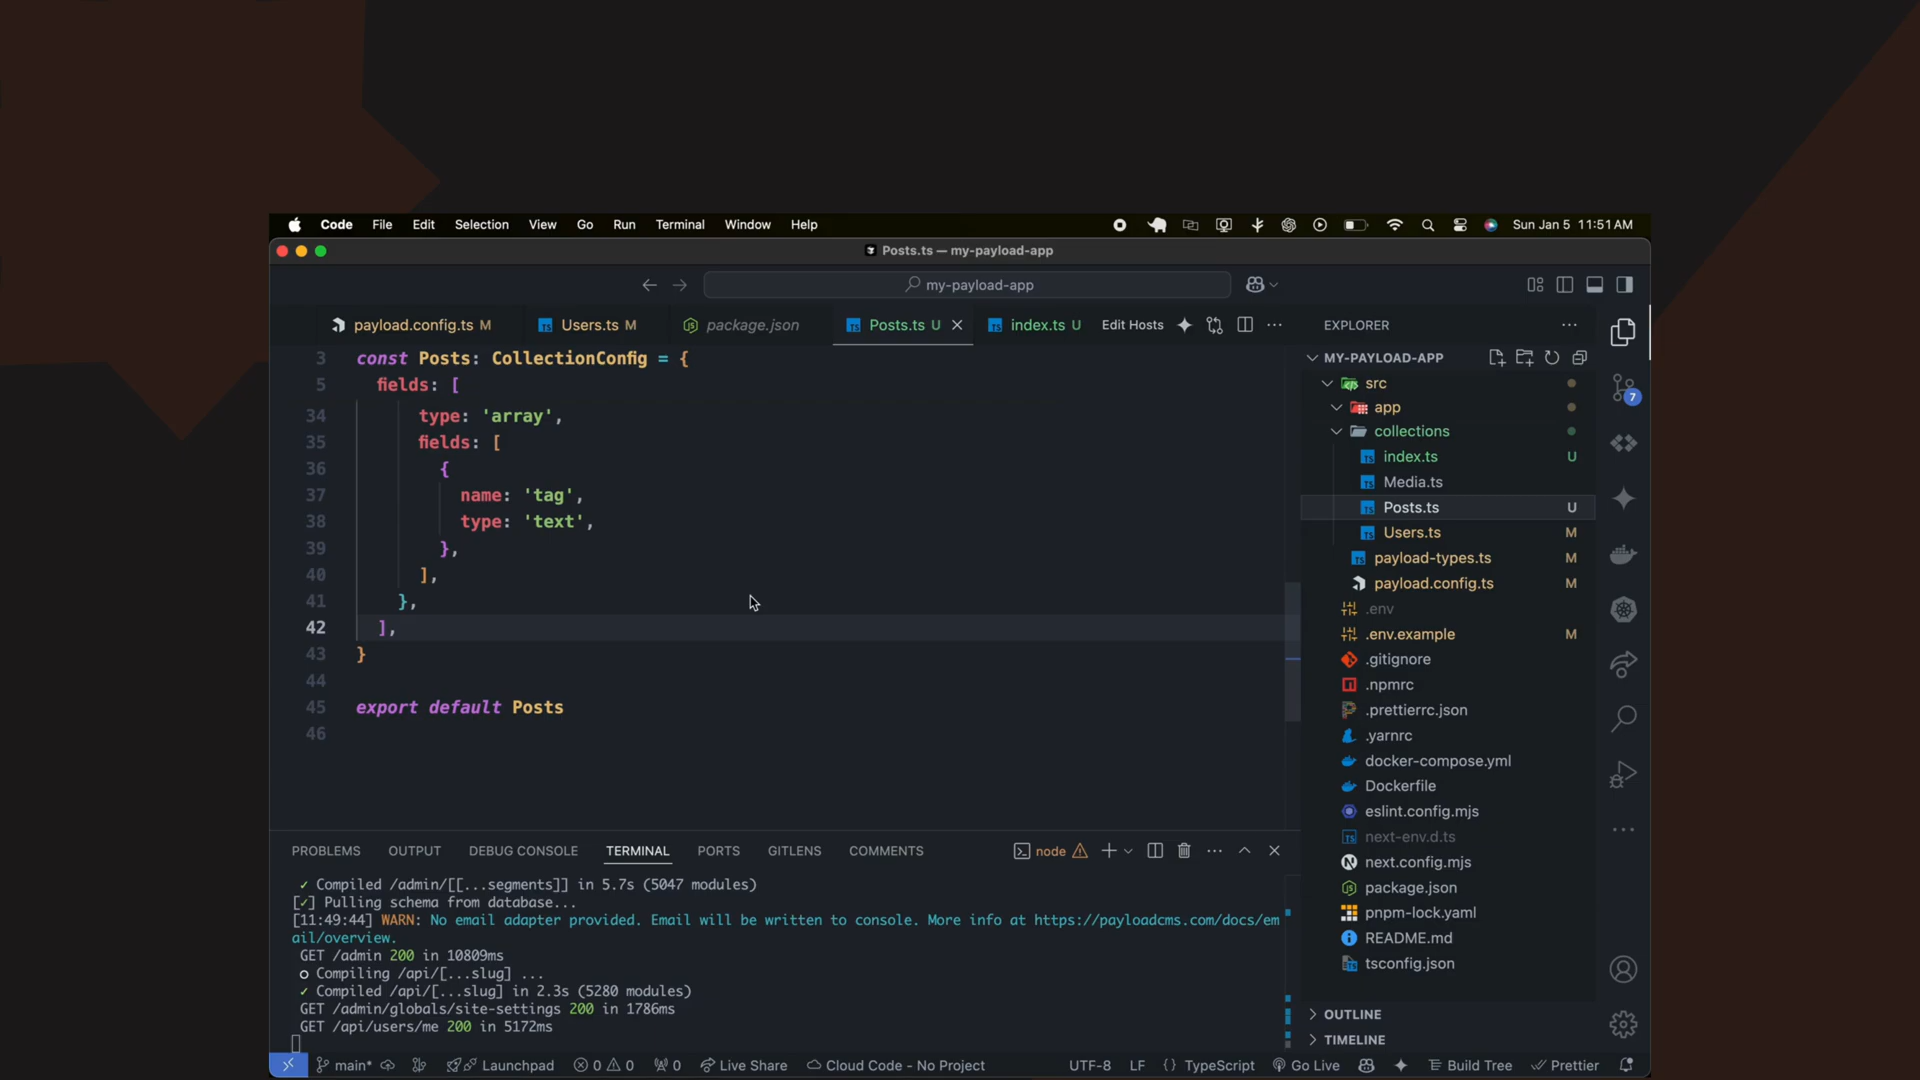 Code File Edit Selection View Go Run Terminal Window Help Sun Jan 5 11:51 AM
Posts.ts — my-payload-app
my-payload-app
payload.config.ts M Users.ts M package.json Posts.ts U index.ts U Edit Hosts
EXPLORER
3 const Posts: CollectionConfig = {
5 fields: [
34 type: 'array',
35 fields: [
36 {
37 name: 'tag',
38 type: 'text',
39 },
40 ],
41 },
42 ],
43 }
44
45 export default Posts
46
MY-PAYLOAD-APP
src
app
collections
index.ts U
Media.ts
Posts.ts U
Users.ts M
payload-types.ts M
payload.config.ts M
.env
.env.example M
.gitignore
.npmrc
.prettierrc.json
.yarnrc
docker-compose.yml
Dockerfile
eslint.config.mjs
next-env.d.ts
next.config.mjs
package.json
pnpm-lock.yaml
README.md
tsconfig.json
OUTLINE
TIMELINE
7
PROBLEMS OUTPUT DEBUG CONSOLE TERMINAL PORTS GITLENS COMMENTS node
✓ Compiled /admin/[[...segments]] in 5.7s (5047 modules)
[✓] Pulling schema from database...
[11:49:44] WARN: No email adapter provided. Email will be written to console. More info at https://payloadcms.com/docs/em
ail/overview.
GET /admin 200 in 10809ms
○ Compiling /api/[...slug] ...
✓ Compiled /api/[...slug] in 2.3s (5280 modules)
GET /admin/globals/site-settings 200 in 1786ms
GET /api/users/me 200 in 5172ms
main* Launchpad 0 0 0 Live Share Cloud Code - No Project UTF-8 LF {} TypeScript Go Live Build Tree Prettier